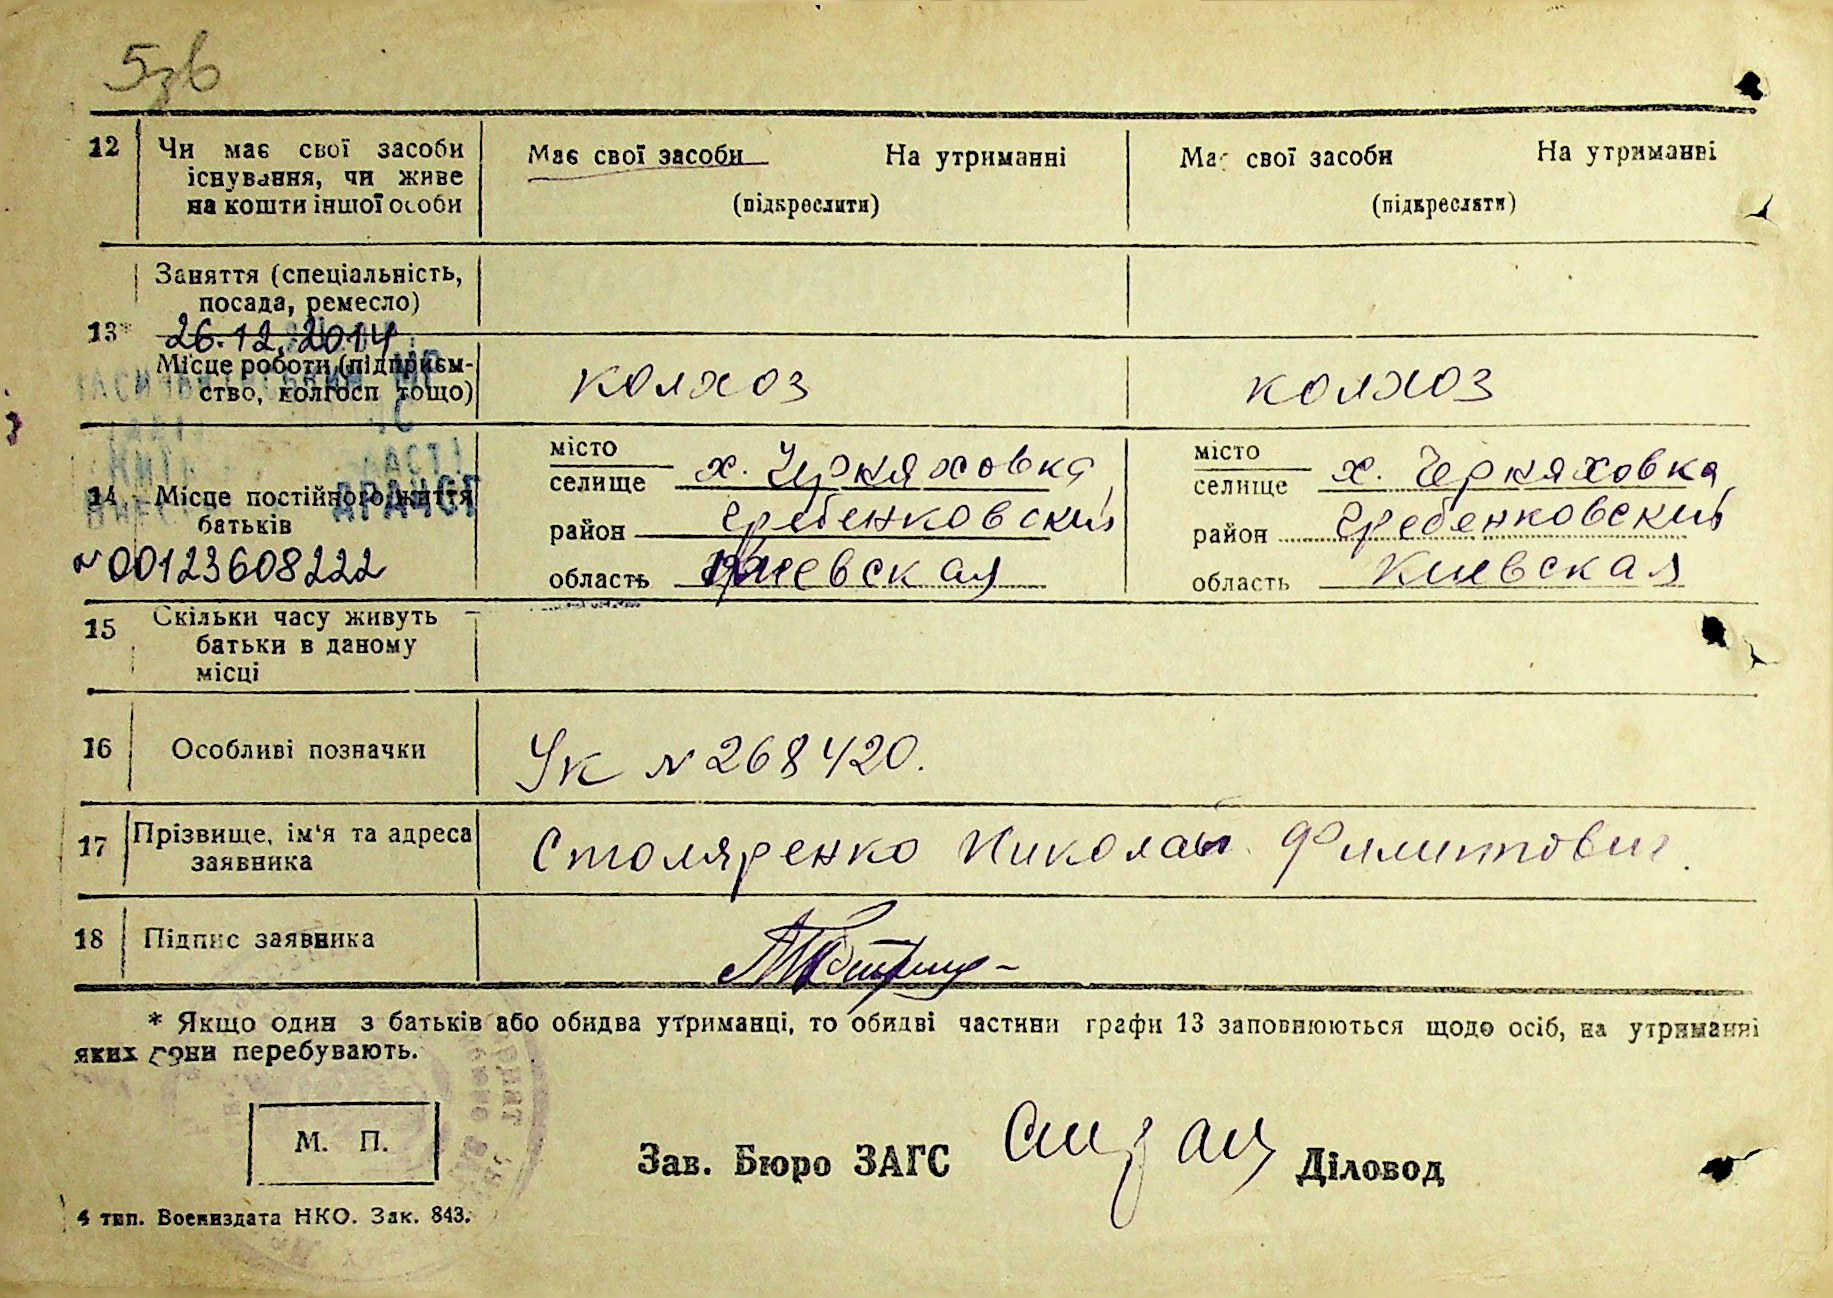 12 Чи має свої засоби
існування, чи живе
на кошти іншої особи
Має свої засоби На утриманні
(підкреслити)
Має свої засоби На утриманні
(підкреслити)
Заняття (спеціальність,
посада, ремесло)
13*
26.12.2014
Місце роботи (підприєм-
ство, колгосп тощо)
колхоз колхоз
14 Місце постійного життя
батьків
N 00123608222
місто
селище х. Черняховка
район Гребенковский
область Киевская
місто
селище х. Черняховка
район Гребенковский
область Киевская
ДРАЦСГ
15 Скільки часу живуть
батьки в даному
місці
16 Особливі позначки Ук N 268420.
17 Прізвище, ім'я та адреса
заявника
Столяренко Николай Филиппович.
18 Підпис заявника
* Якщо один з батьків або обидва утриманці, то обидві частини графи 13 заповнюються щодо осіб, на утриманні
яких вони перебувають.
М. П.
Зав. Бюро ЗАГС Діловод
4 тип. Воениздата НКО. Зак. 843.